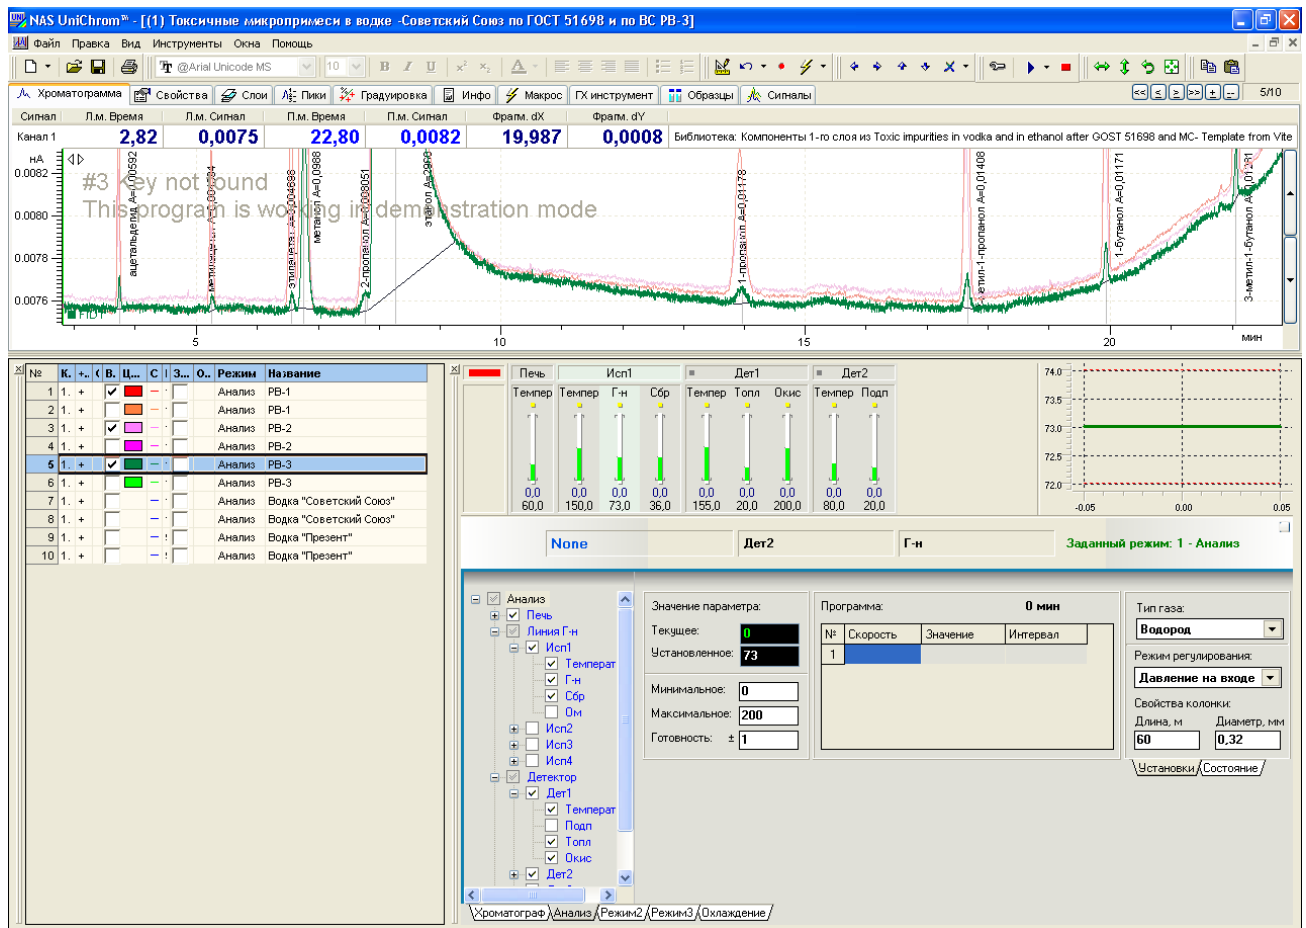 NAS UniChrom™ - [(1) Токсичные микропримеси в водке -Советский Союз по ГОСТ 51698 и по ВС РВ-3]
Файл Правка Вид Инструменты Окна Помощь
@Arial Unicode MS 10 B I U x² x₂ A
Хроматограмма Свойства Слои Пики Градуировка Инфо Макрос ГХ инструмент Образцы Сигналы << < > >> + - 5/10
Сигнал Л.м. Время Л.м. Сигнал П.м. Время П.м. Сигнал Фрагм. dX Фрагм. dY
Канал 1 2,82 0,0075 22,80 0,0082 19,987 0,0008 Библиотека: Компоненты 1-го слоя из Toxic impurities in vodka and in ethanol after GOST 51698 and MC- Template from Vite
нА
0.0082
0.0080
0.0078
0.0076
#3 Key not found
This program is working in demonstration mode
ацетальдегид A=0,00592
метилацетат
этилацетат A=0,004698
метанол A=0,0988
2-пропанол A=0,008051
этанол
1-пропанол A=0,01178
A=0,01408
1-бутанол A=0,01171
3-метил-1-бутанол
5 10 15 20 мин
№ К. +.. ( В. Ц... С З... О.. Режим Название
1 1. + Анализ РВ-1
2 1. + Анализ РВ-1
3 1. + Анализ РВ-2
4 1. + Анализ РВ-2
5 1. + Анализ РВ-3
6 1. + Анализ РВ-3
7 1. + Анализ Водка "Советский Союз"
8 1. + Анализ Водка "Советский Союз"
9 1. + Анализ Водка "Презент"
10 1. + Анализ Водка "Презент"
Печь Исп1 Дет1 Дет2
Темпер Темпер Г-н Сбр Темпер Топл Окис Темпер Подп
0,0 0,0 0,0 0,0 0,0 0,0 0,0 0,0 0,0
60,0 150,0 73,0 36,0 155,0 20,0 200,0 80,0 20,0
74.0
73.5
73.0
72.5
72.0
-0.05 0.00 0.05
None Дет2 Г-н Заданный режим: 1 - Анализ
Анализ
Печь
Линия Г-н
Исп1
Температ
Г-н
Сбр
Ом
Исп2
Исп3
Исп4
Детектор
Дет1
Температ
Подп
Топл
Окис
Дет2
Значение параметра:
Текущее: 0
Установленное: 73
Минимальное: 0
Максимальное: 200
Готовность: ± 1
Программа: 0 мин
№ Скорость Значение Интервал
1
Тип газа:
Водород
Режим регулирования:
Давление на входе
Свойства колонки:
Длина, м Диаметр, мм
60 0,32
Установки Состояние
Хроматограф Анализ Режим2 Режим3 Охлаждение